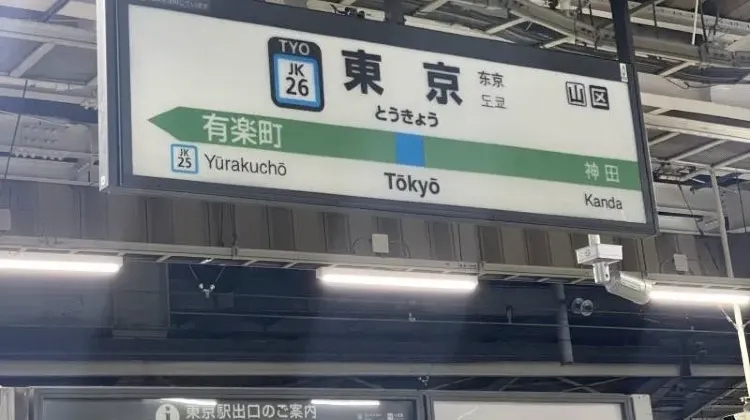 TYO
JK
26
東京
とうきょう
东京
도쿄
山区
有楽町
神田
JK
25
Yūrakuchō
Tōkyō
Kanda
東京駅出口のご案内